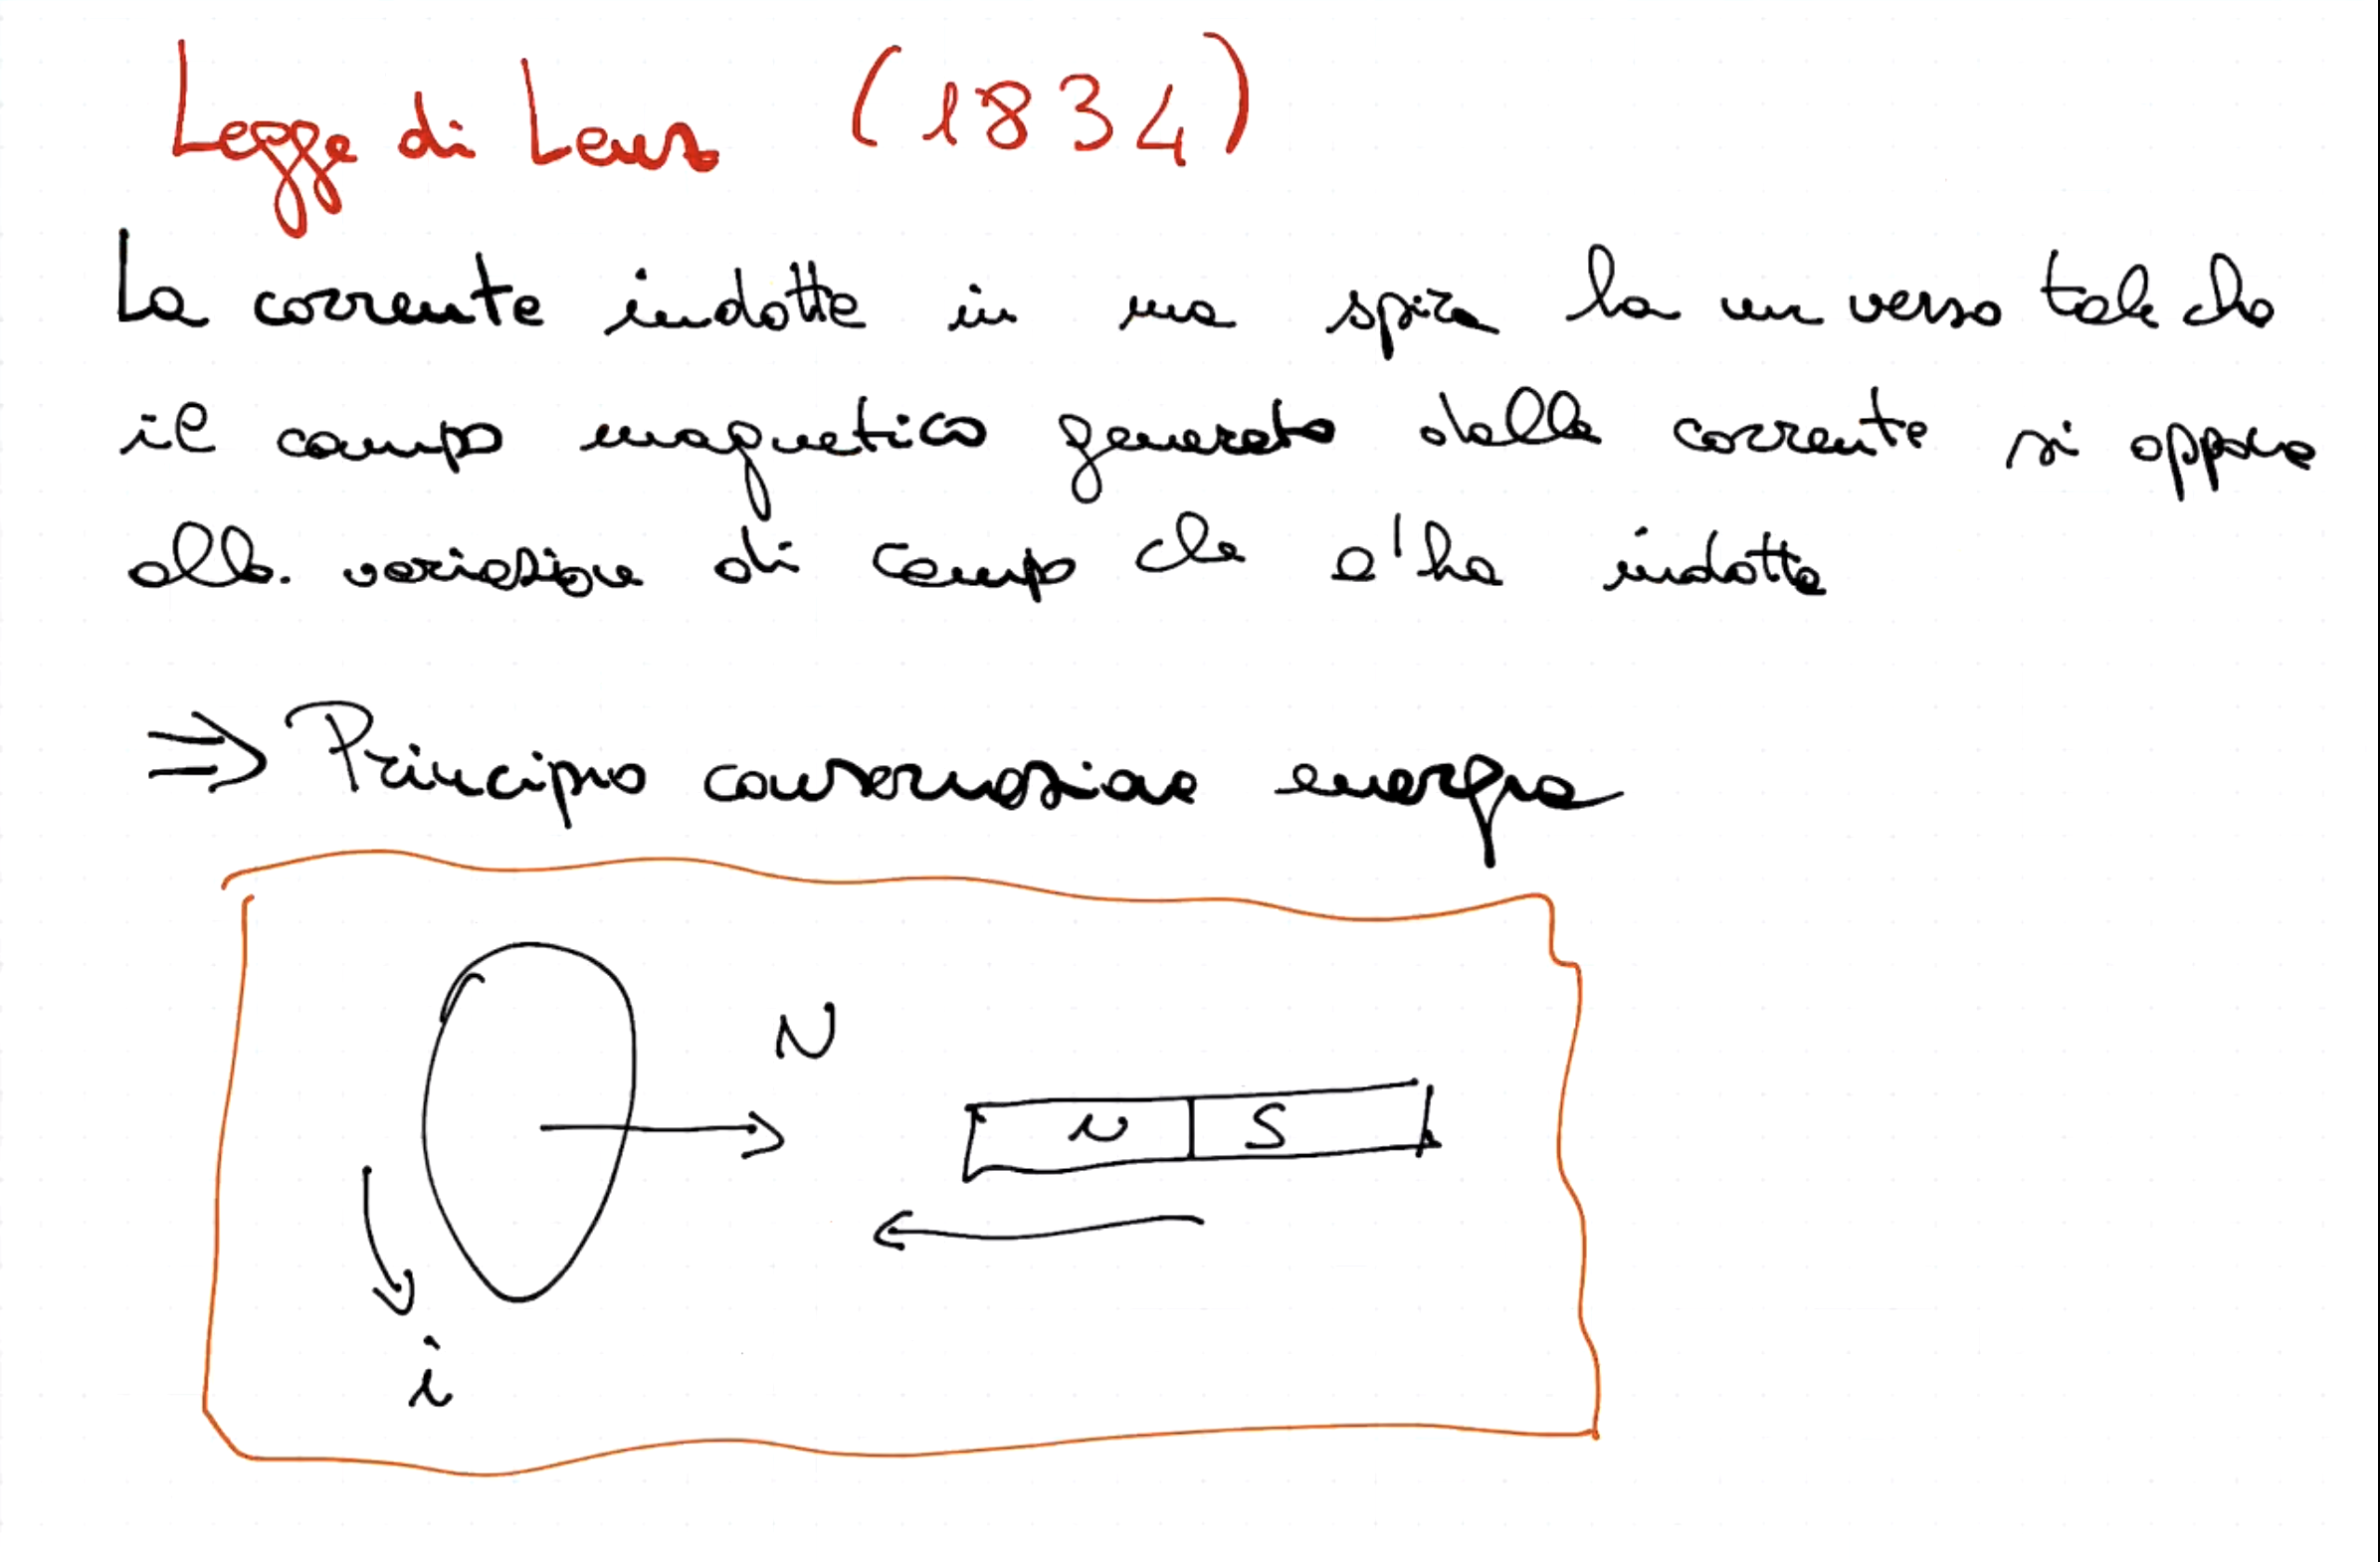 Legge di Lenz (1834)
La corrente indotta in una spira ha un verso tale che
il campo magnetico generato dalla corrente si oppone
alla variazione di campo che l'ha indotta
⇒ Principio conservazione energia
N
N S
i